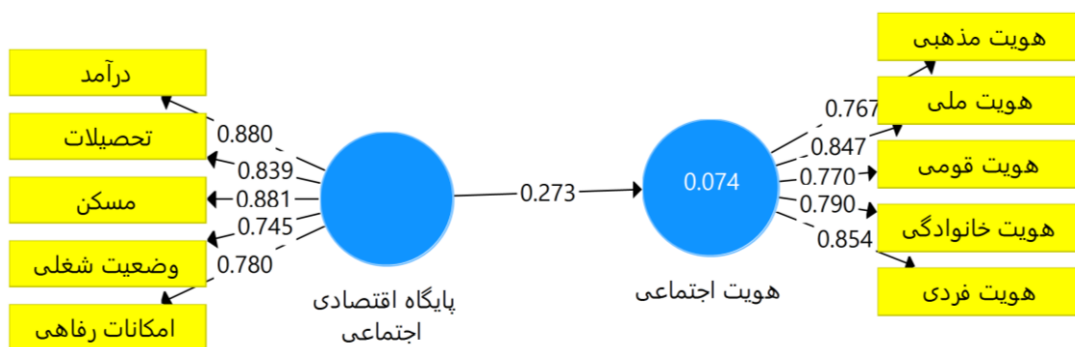 درآمد
تحصیلات
مسکن
وضعیت شغلی
امکانات رفاهی
0.880
0.839
0.881
0.745
0.780
پایگاه اقتصادی
اجتماعی
0.273
0.074
هویت اجتماعی
0.767
0.847
0.770
0.790
0.854
هویت مذهبی
هویت ملی
هویت قومی
هویت خانوادگی
هویت فردی